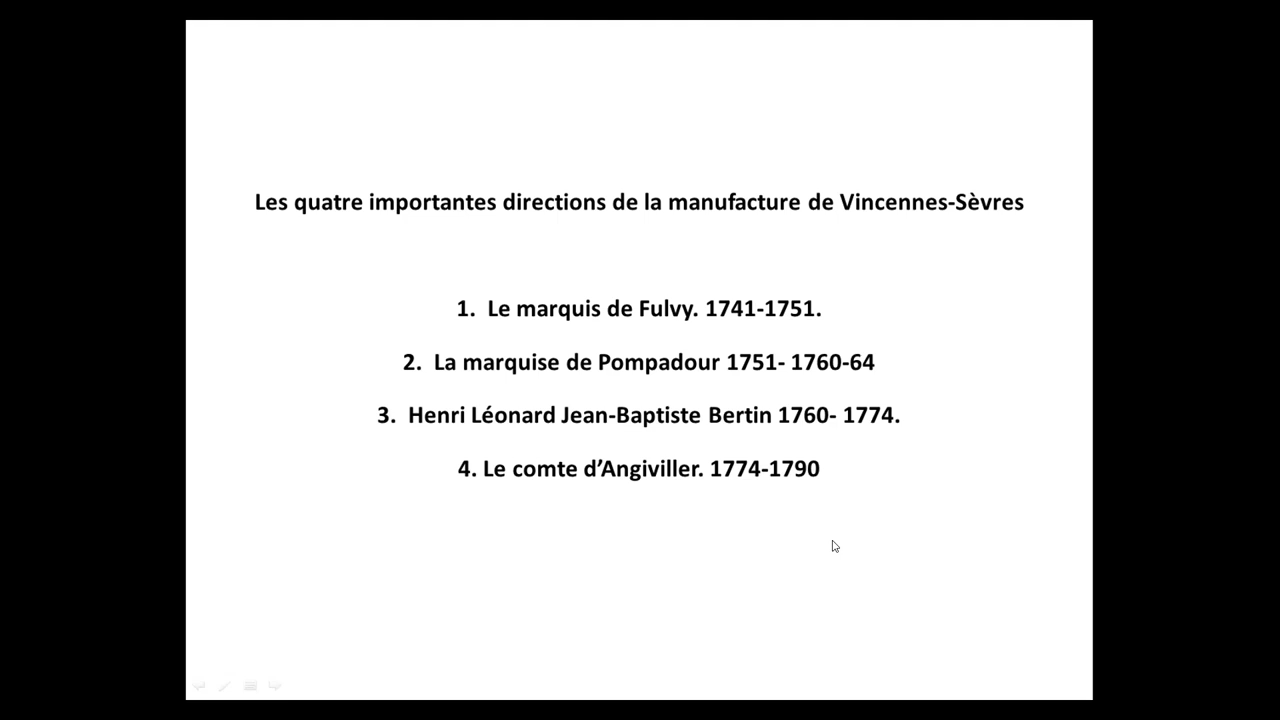 Les quatre importantes directions de la manufacture de Vincennes-Sèvres
1. Le marquis de Fulvy. 1741-1751.
2. La marquise de Pompadour 1751- 1760-64
3. Henri Léonard Jean-Baptiste Bertin 1760- 1774.
4. Le comte d’Angiviller. 1774-1790